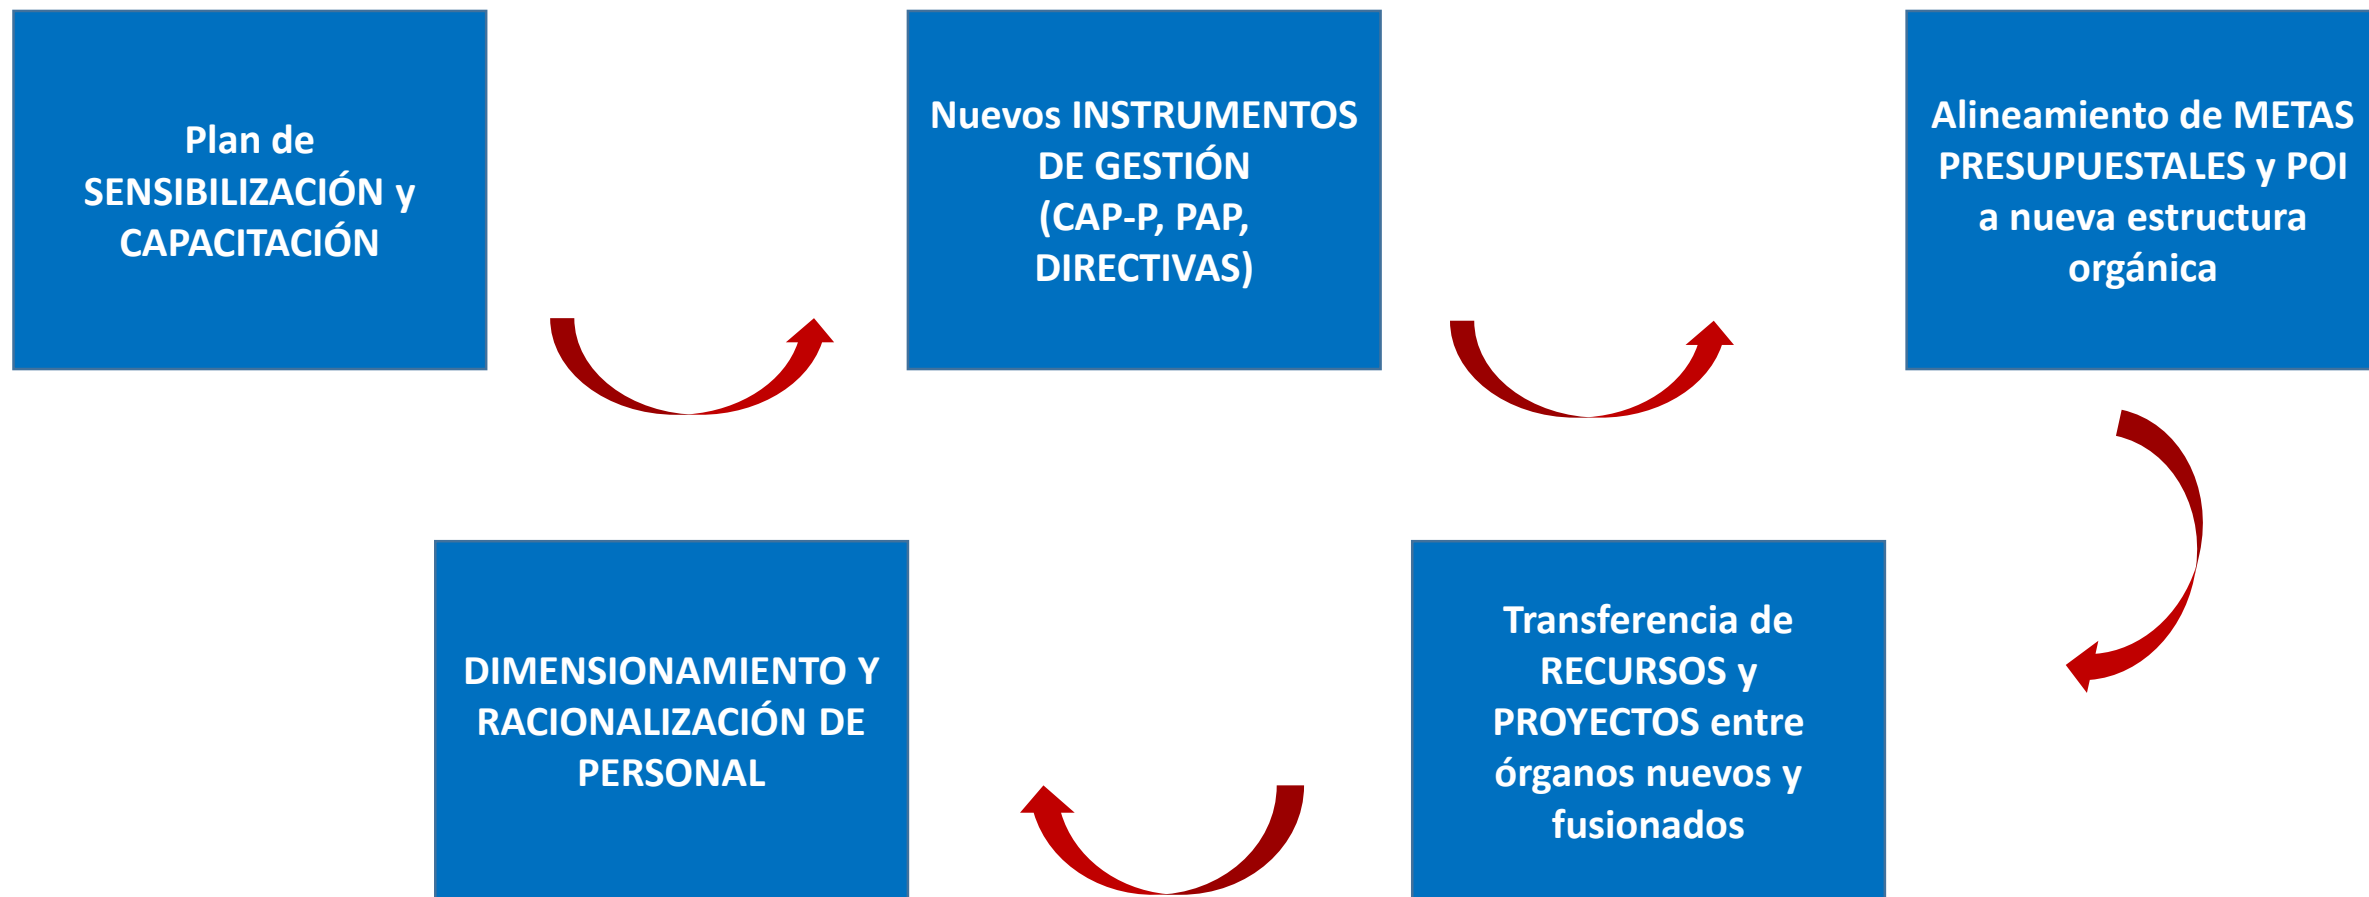 Plan de
SENSIBILIZACIÓN y
CAPACITACIÓN
Nuevos INSTRUMENTOS
DE GESTIÓN
(CAP-P, PAP,
DIRECTIVAS)
Alineamiento de METAS
PRESUPUESTALES y POI
a nueva estructura
orgánica
Transferencia de
RECURSOS y
PROYECTOS entre
órganos nuevos y
fusionados
DIMENSIONAMIENTO Y
RACIONALIZACIÓN DE
PERSONAL